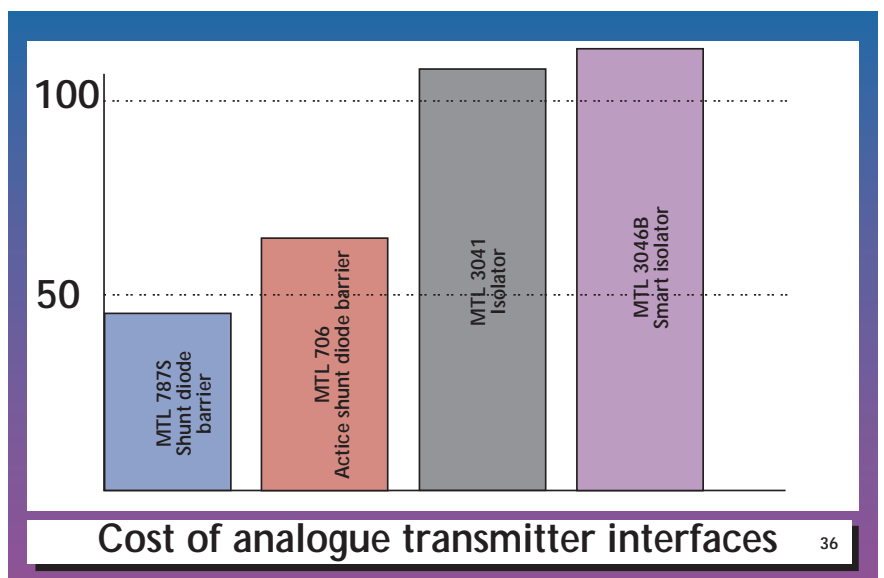 100
50
MTL 787S
Shunt diode
barrier
MTL 706
Actice shunt diode barrier
MTL 3041
Isolator
MTL 3046B
Smart isolator
Cost of analogue transmitter interfaces
36